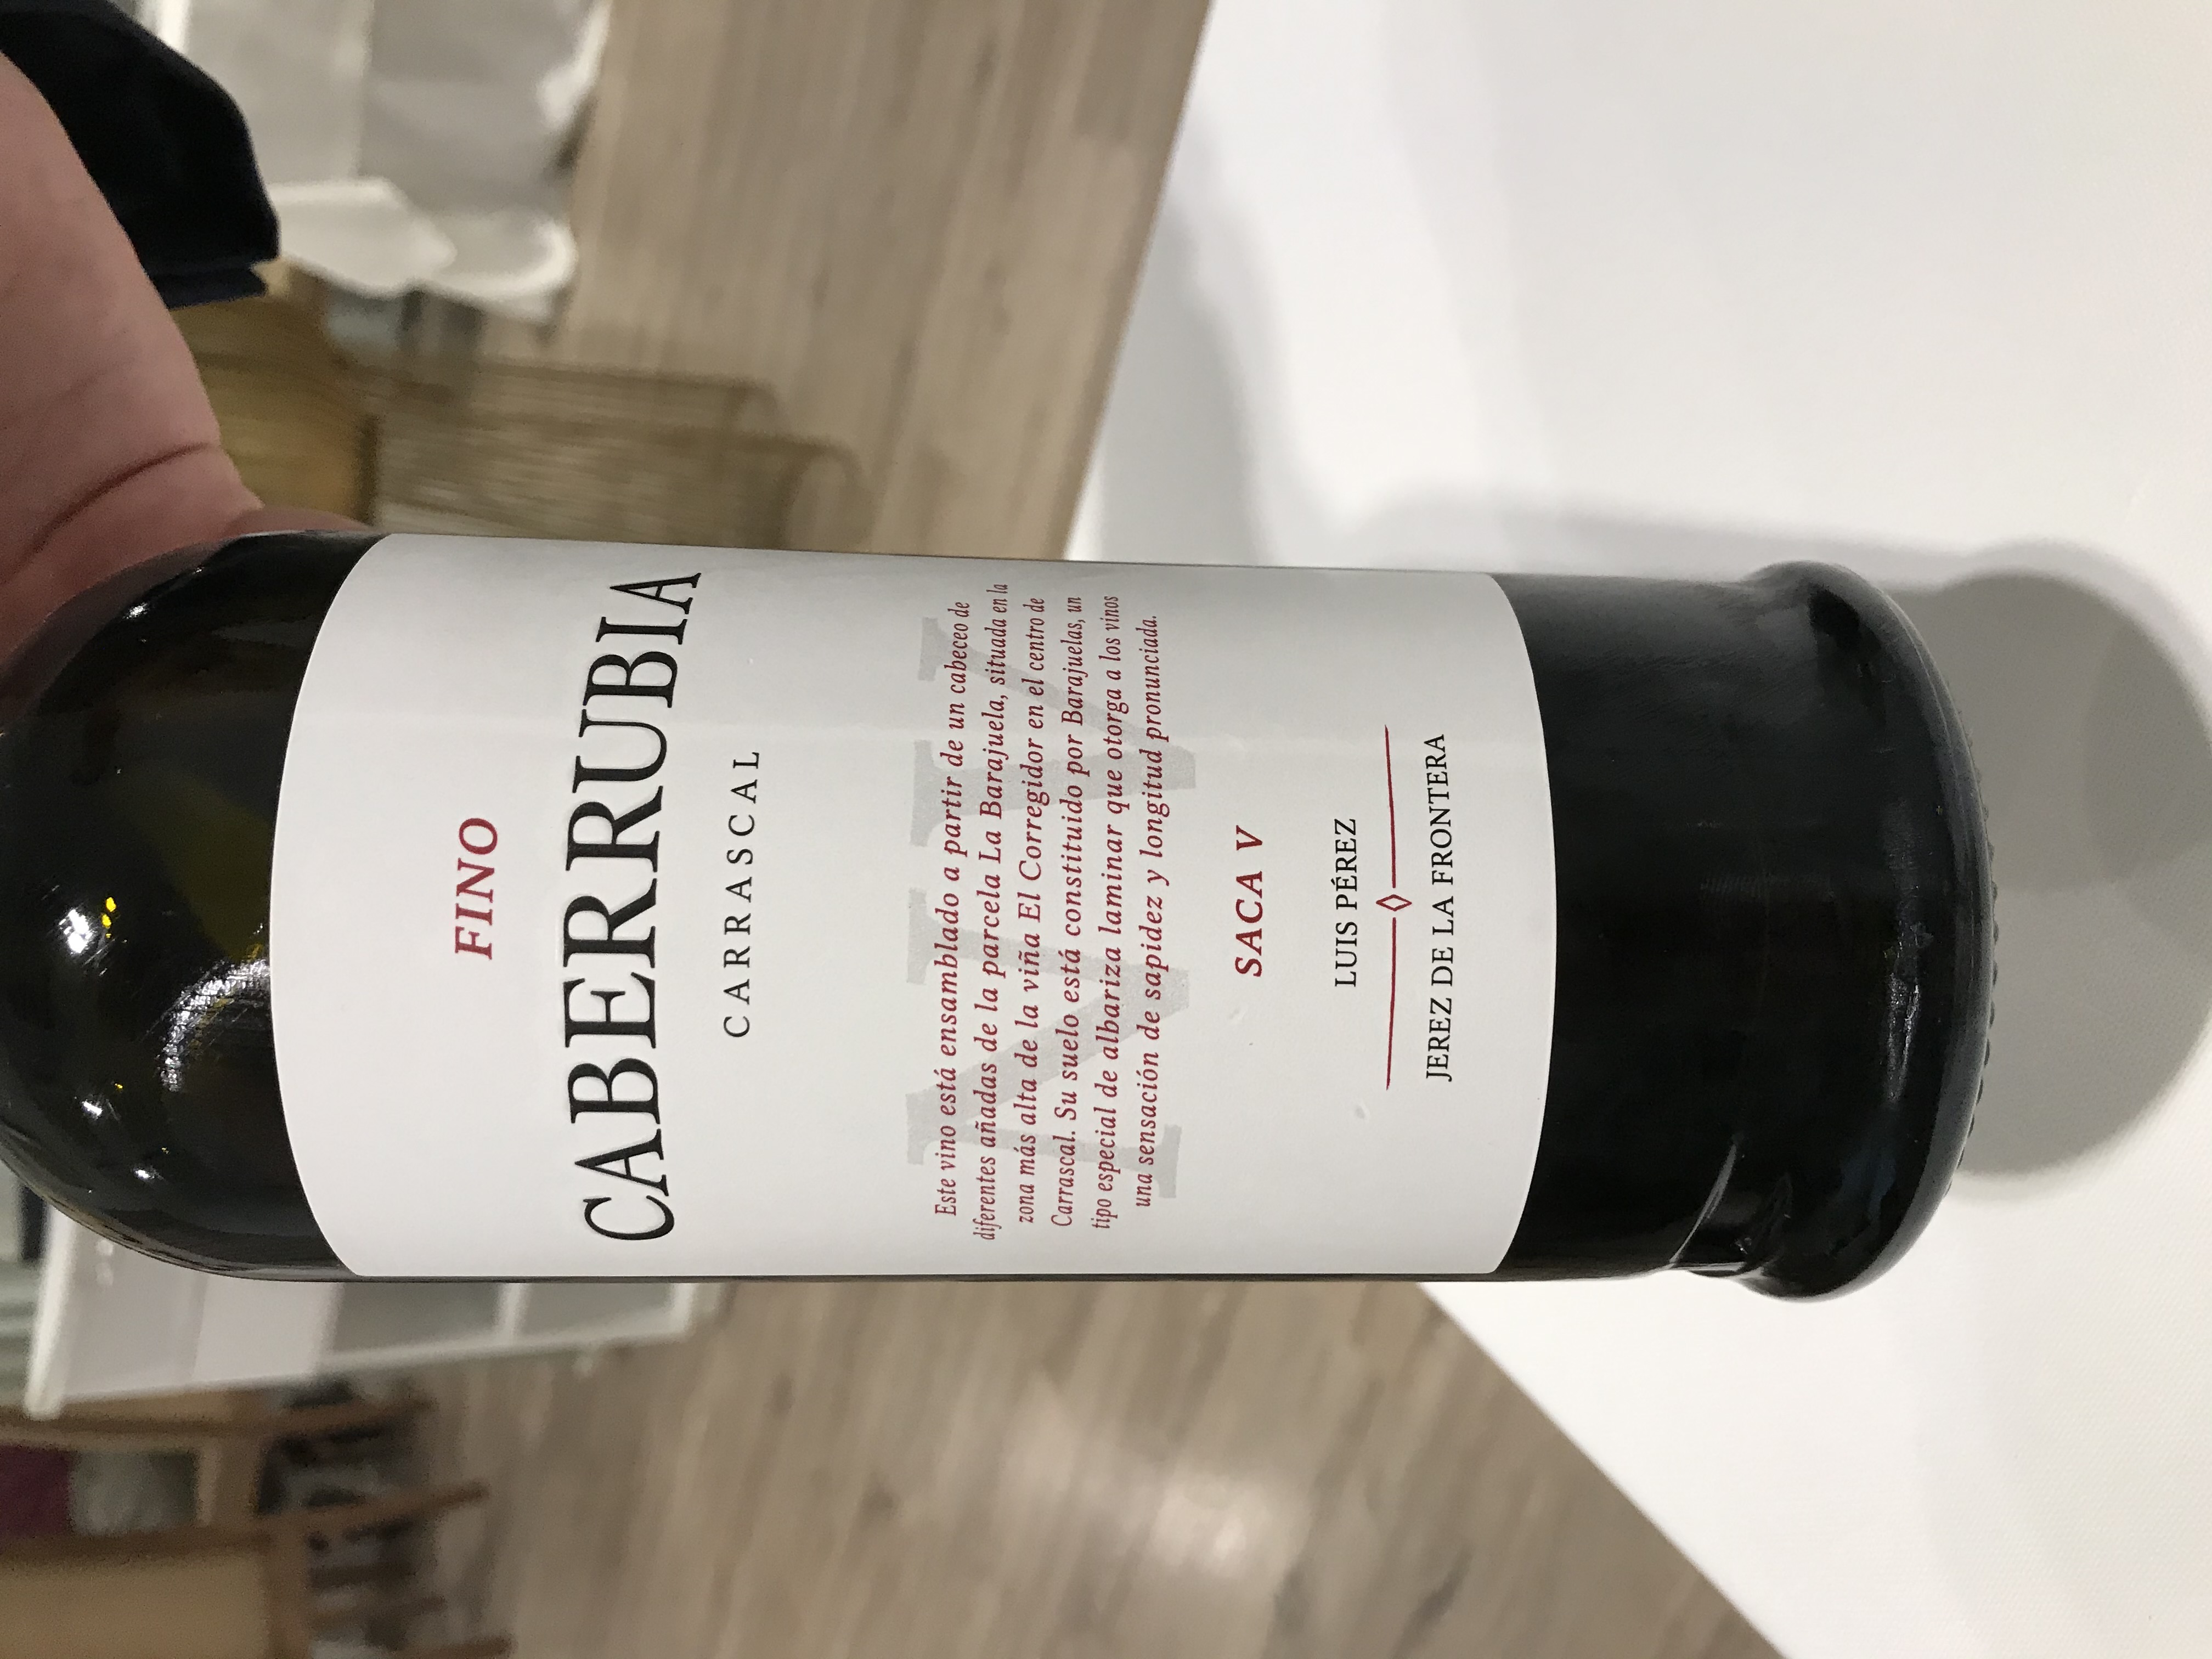 FINO
CABERRUBIA
CARRASCAL
Este vino está ensamblado a partir de un cabeceo de
diferentes añadas de la parcela La Barajuela, situada en la
zona más alta de la viña El Corregidor en el centro de
Carrascal. Su suelo está constituido por Barajuelas, un
tipo especial de albariza laminar que otorga a los vinos
una sensación de sapidez y longitud pronunciada.
SACA V
LUIS PÉREZ
JEREZ DE LA FRONTERA